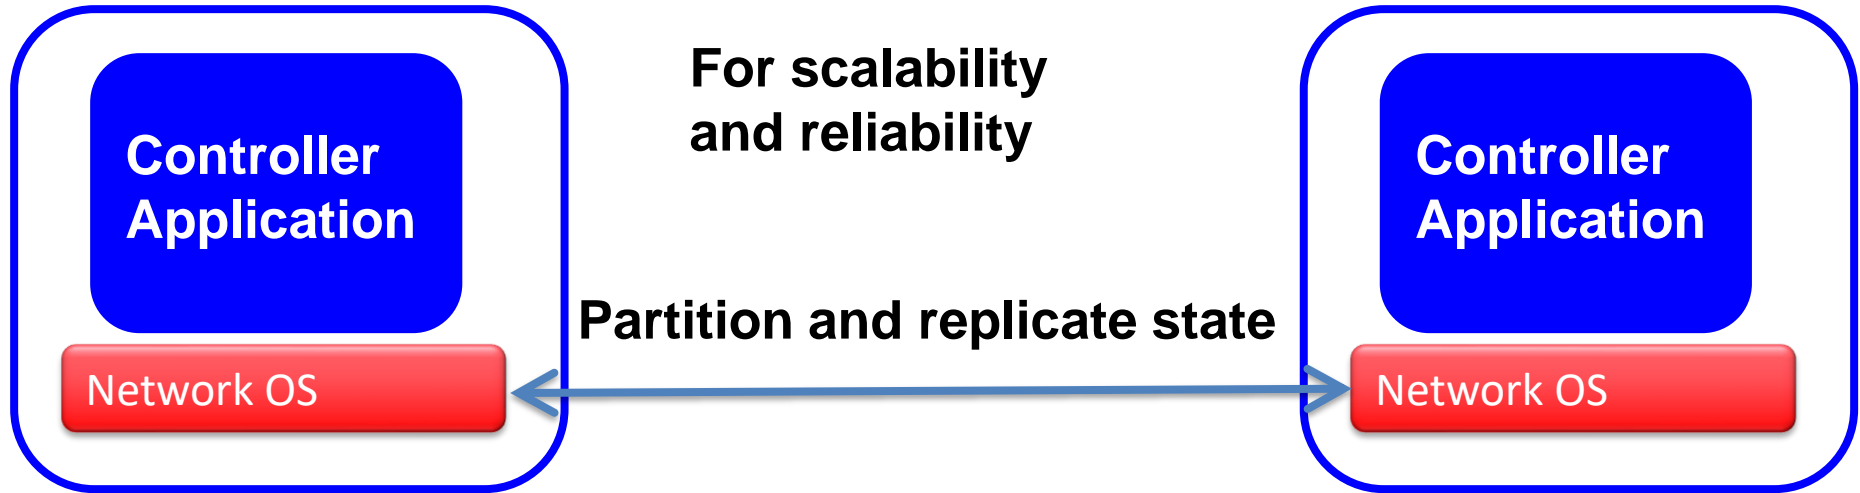 For scalability
and reliability
Controller
Application
Controller
Application
Partition and replicate state
Network OS
Network OS